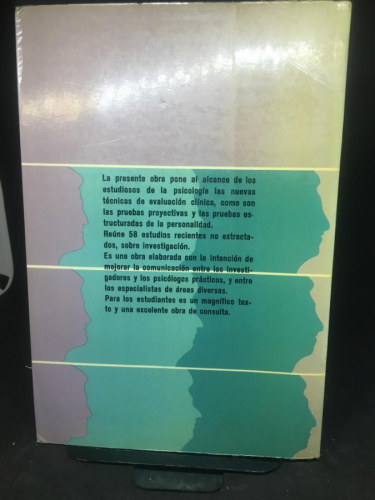 La presente obra pone al alcance de los
estudiosos de la psicología las nuevas
técnicas de evaluación clínica, como son
las pruebas proyectivas y las pruebas es-
tructuradas de la personalidad.
Reúne 58 estudios recientes no extracta-
dos, sobre investigación.
Es una obra elaborada con la intención de
mejorar la comunicación entre los investi-
gadores y los psicólogos prácticos, y entre
los especialistas de áreas diversas.
Para los estudiantes es un magnífico tex-
to y una excelente obra de consulta.